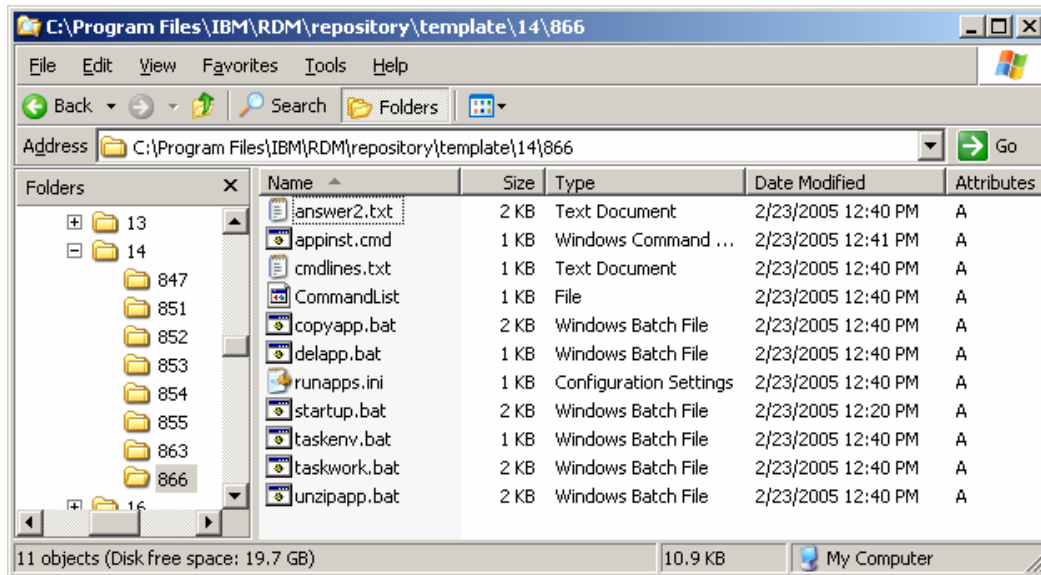 C:\Program Files\IBM\RDM\repository\template\14\866
File Edit View Favorites Tools Help
Back Search Folders
Address C:\Program Files\IBM\RDM\repository\template\14\866 Go
Folders x Name Size Type Date Modified Attributes
13
14
847
851
852
853
854
855
863
866
16
answer2.txt 2 KB Text Document 2/23/2005 12:40 PM A
appinst.cmd 1 KB Windows Command ... 2/23/2005 12:41 PM A
cmdlines.txt 1 KB Text Document 2/23/2005 12:40 PM A
CommandList 1 KB File 2/23/2005 12:40 PM A
copyapp.bat 2 KB Windows Batch File 2/23/2005 12:40 PM A
delapp.bat 1 KB Windows Batch File 2/23/2005 12:40 PM A
runapps.ini 1 KB Configuration Settings 2/23/2005 12:40 PM A
startup.bat 2 KB Windows Batch File 2/23/2005 12:20 PM A
taskenv.bat 1 KB Windows Batch File 2/23/2005 12:40 PM A
taskwork.bat 2 KB Windows Batch File 2/23/2005 12:40 PM A
unzipapp.bat 2 KB Windows Batch File 2/23/2005 12:40 PM A
11 objects (Disk free space: 19.7 GB) 10.9 KB My Computer